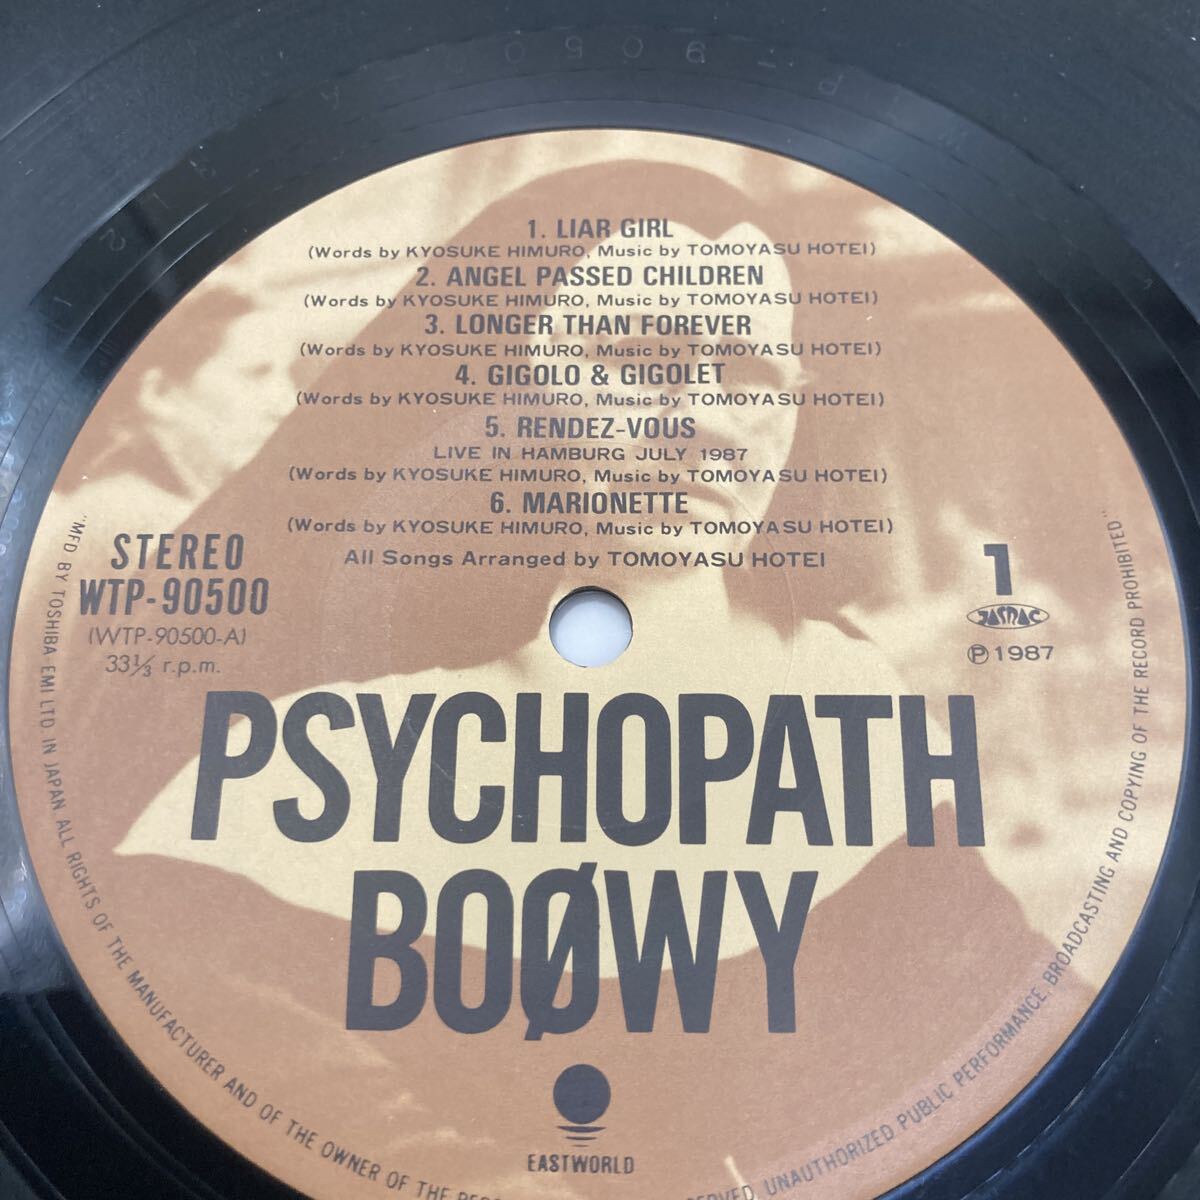 P-90500-A
1. LIAR GIRL
(Words by KYOSUKE HIMURO, Music by TOMOYASU HOTEI)
2. ANGEL PASSED CHILDREN
(Words by KYOSUKE HIMURO, Music by TOMOYASU HOTEI)
3. LONGER THAN FOREVER
(Words by KYOSUKE HIMURO, Music by TOMOYASU HOTEI)
4. GIGOLO & GIGOLET
(Words by KYOSUKE HIMURO, Music by TOMOYASU HOTEI)
5. RENDEZ-VOUS
LIVE IN HAMBURG JULY 1987
(Words by KYOSUKE HIMURO, Music by TOMOYASU HOTEI)
6. MARIONETTE
(Words by KYOSUKE HIMURO, Music by TOMOYASU HOTEI)
All Songs Arranged by TOMOYASU HOTEI
STEREO
WTP-90500
(WTP-90500-A)
33⅓ r.p.m.
1
JASRAC
Ⓟ1987
PSYCHOPATH
BOØWY
EASTWORLD
"MFD BY TOSHIBA EMI LTD IN JAPAN ALL RIGHTS OF THE MANUFACTURER AND OF THE OWNER OF THE
UNAUTHORIZED PUBLIC PERFORMANCE, BROADCASTING AND COPYING OF THE RECORD PROHIBITED"